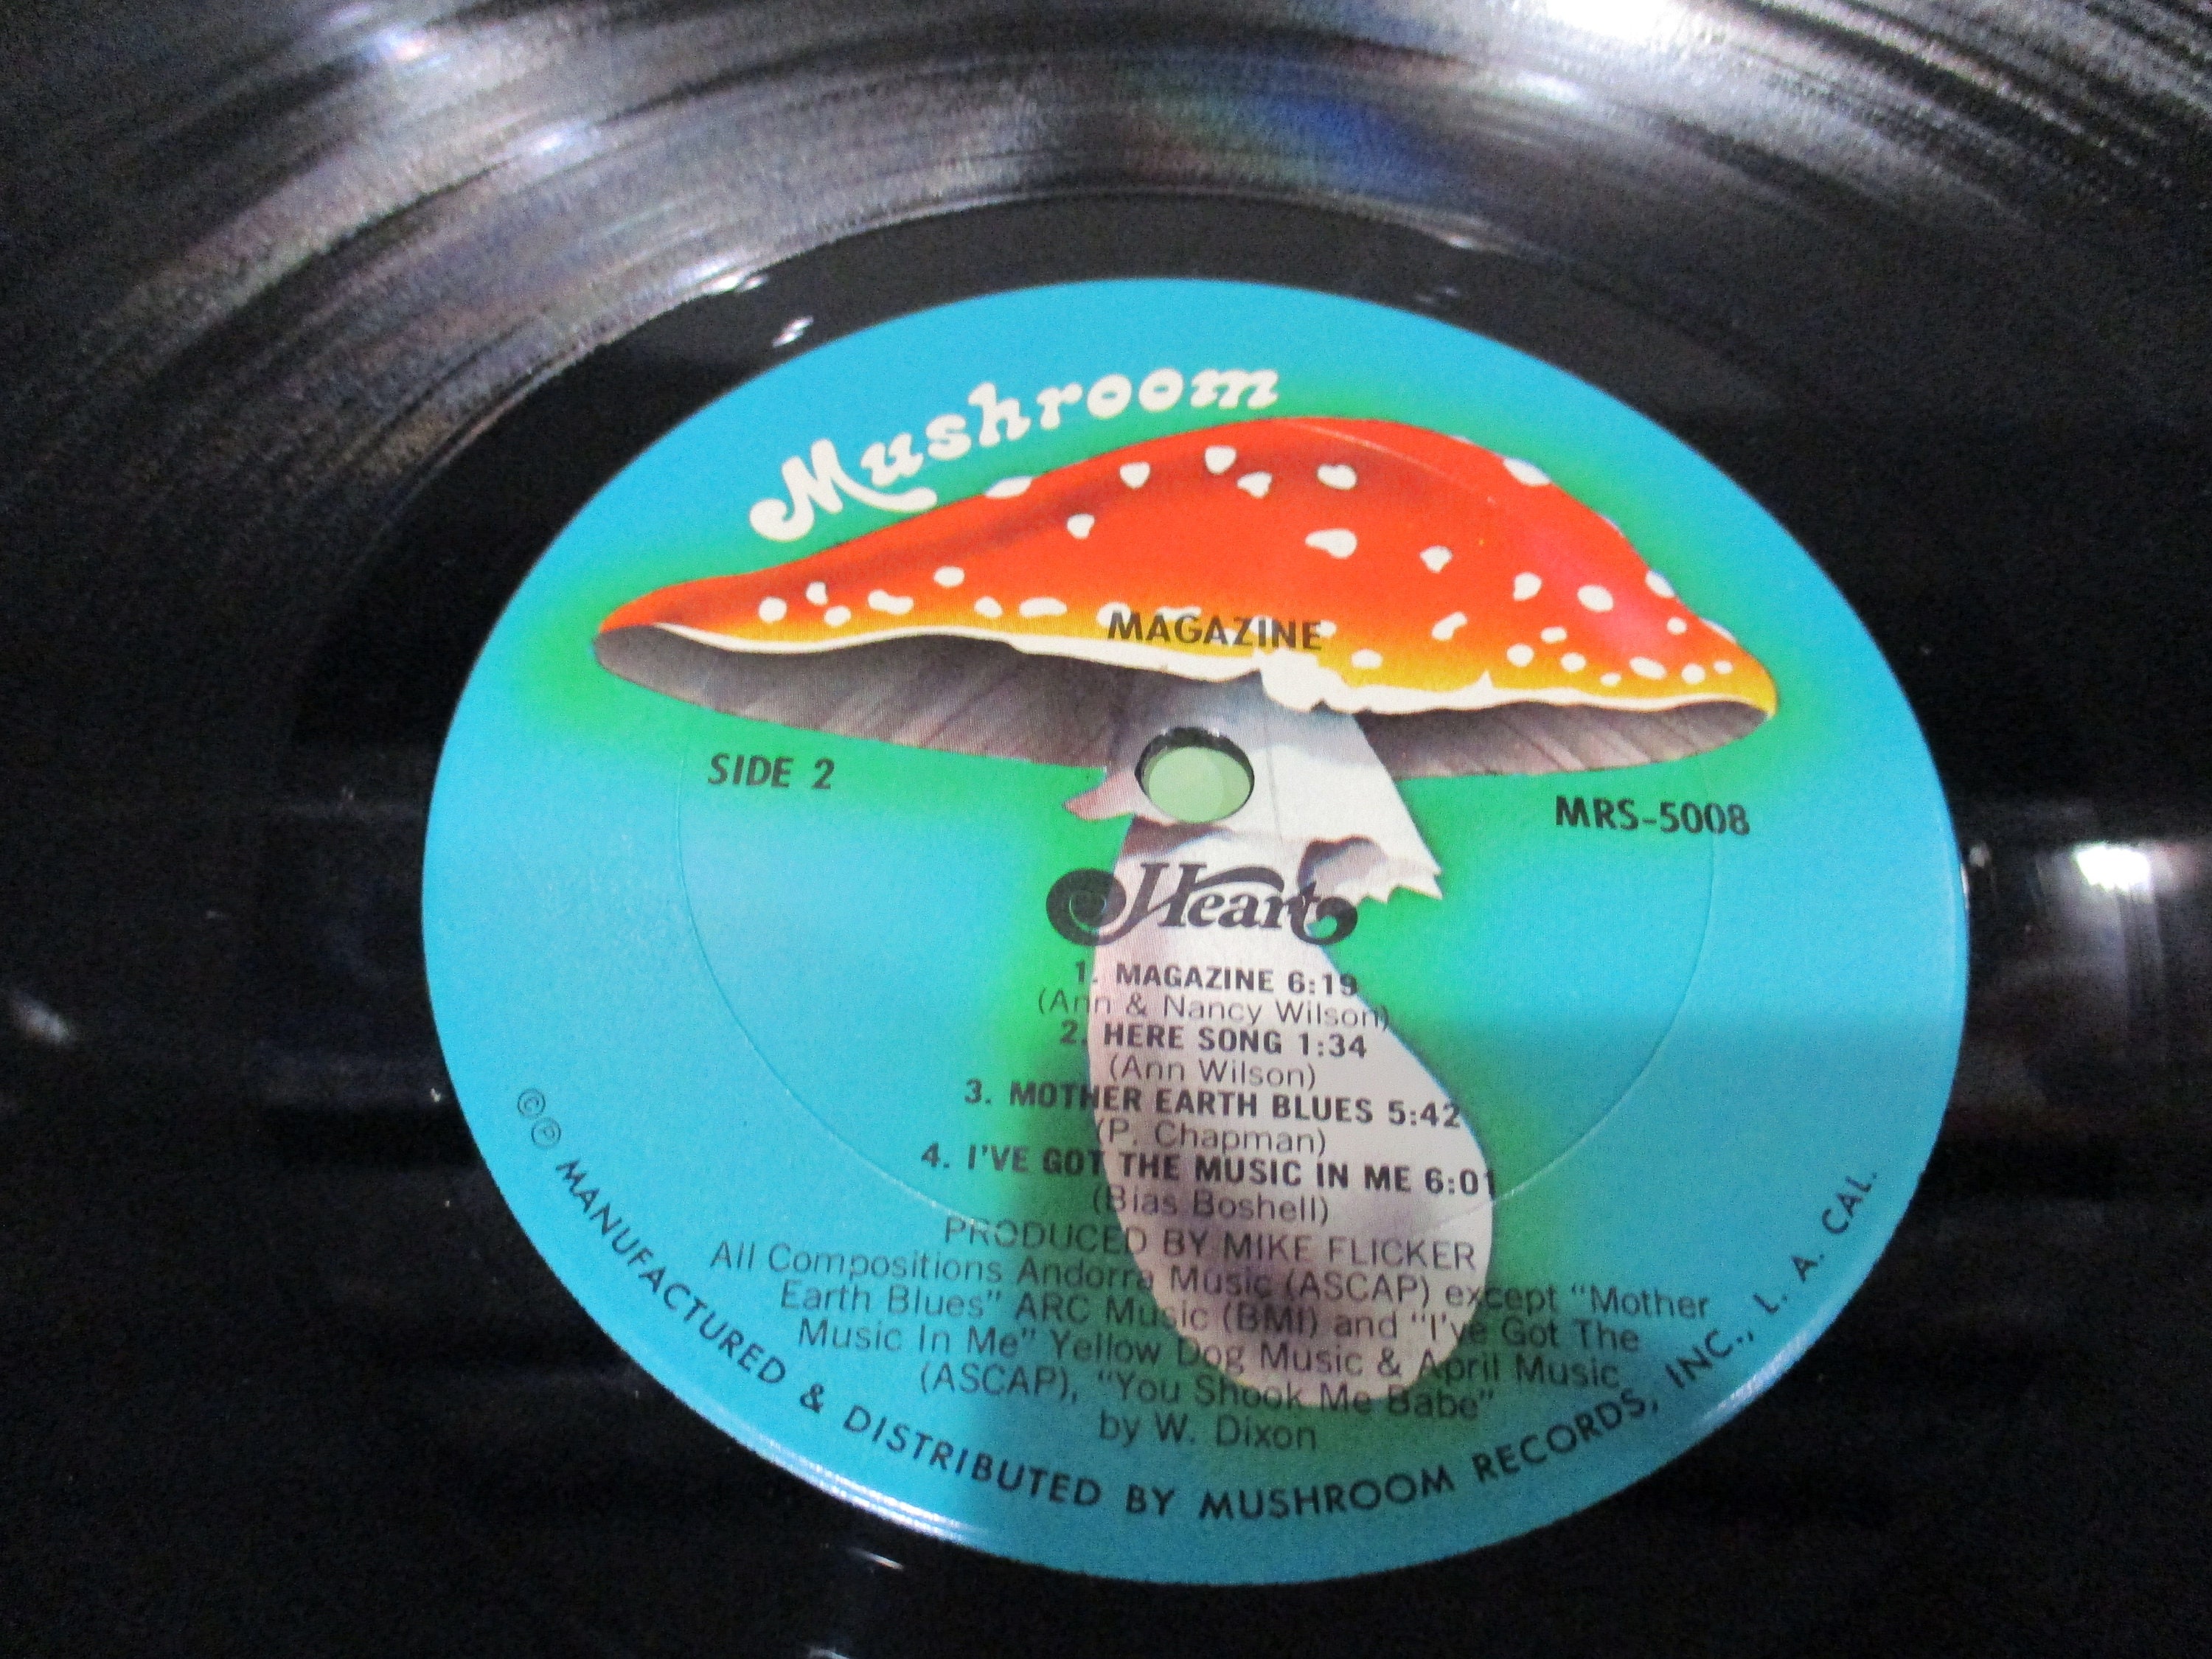 Mushroom
MAGAZINE
SIDE 2
MRS-5008
Heart
1. MAGAZINE 6:19
(Ann & Nancy Wilson)
2. HERE SONG 1:34
(Ann Wilson)
3. MOTHER EARTH BLUES 5:42
(P. Chapman)
4. I'VE GOT THE MUSIC IN ME 6:01
(Bias Boshell)
PRODUCED BY MIKE FLICKER
All Compositions Andorra Music (ASCAP) except "Mother
Earth Blues" ARC Music (BMI) and "I've Got The
Music In Me" Yellow Dog Music & April Music
(ASCAP), "You Shook Me Babe"
by W. Dixon
©℗ MANUFACTURED & DISTRIBUTED BY MUSHROOM RECORDS, INC., L. A. CAL.